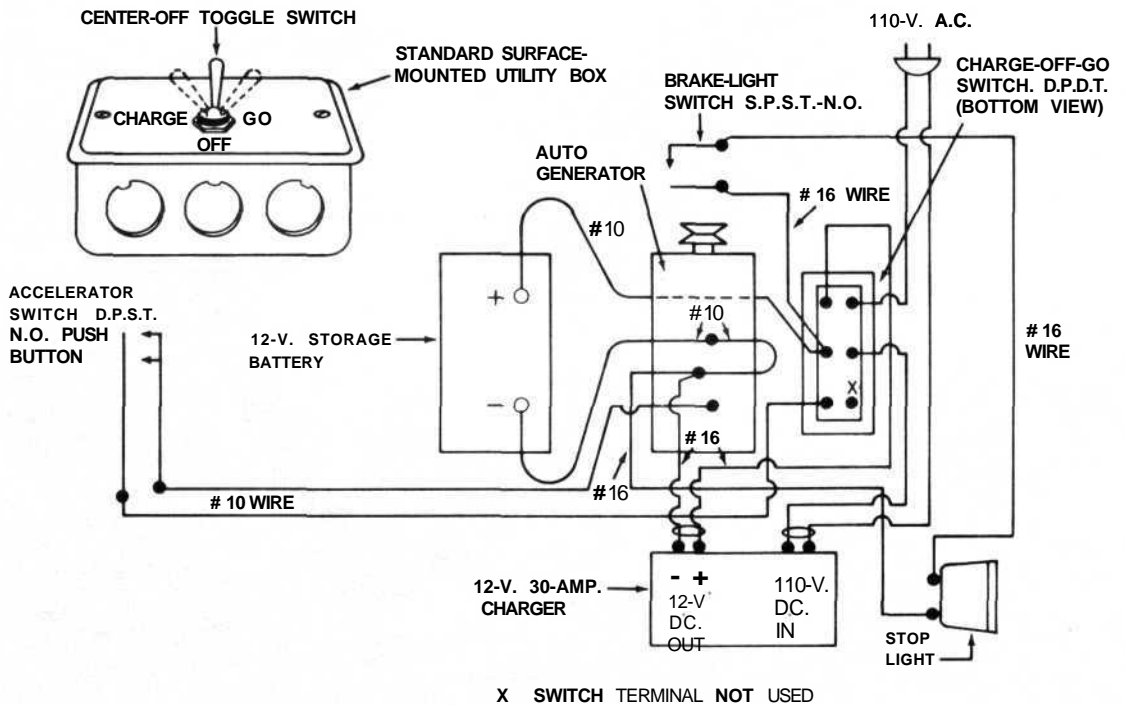 CENTER-OFF TOGGLE SWITCH
STANDARD SURFACE-
MOUNTED UTILITY BOX
CHARGE
GO
OFF
110-V. A.C.
CHARGE-OFF-GO
SWITCH. D.P.D.T.
(BOTTOM VIEW)
BRAKE-LIGHT
SWITCH S.P.S.T.-N.O.
AUTO
GENERATOR
# 16 WIRE
#10
ACCELERATOR
SWITCH D.P.S.T.
N.O. PUSH
BUTTON
12-V. STORAGE
BATTERY
+
−
#10
# 16
WIRE
X
# 16
#16
# 10 WIRE
12-V. 30-AMP.
CHARGER
- +
12-V
DC.
OUT
110-V.
D.C.
IN
STOP
LIGHT
X SWITCH TERMINAL NOT USED